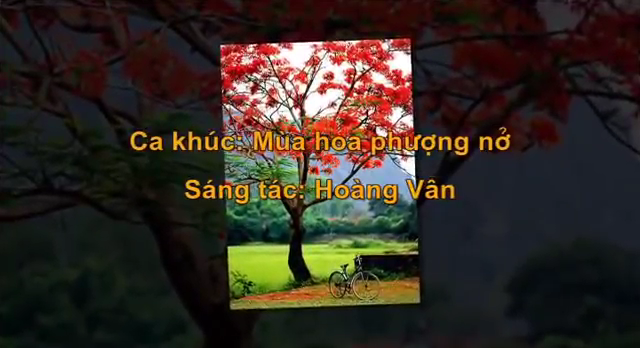 Ca khúc: Mùa hoa phượng nở
Sáng tác: Hoàng Vân